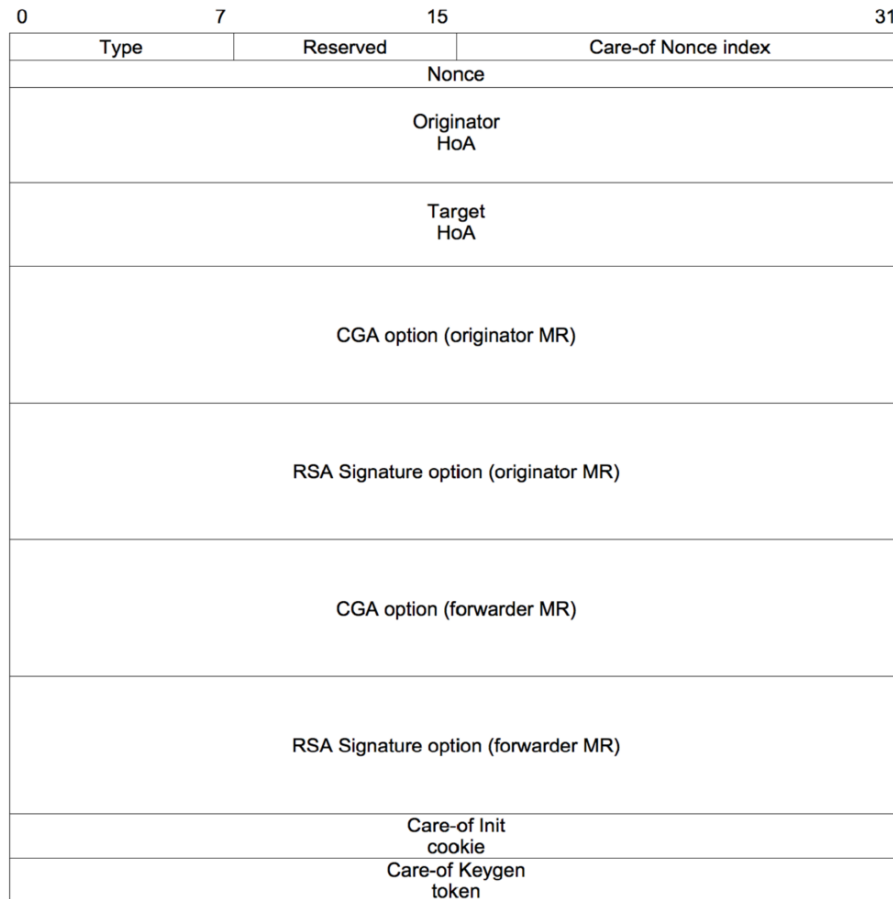 0 7 15 31
Type Reserved Care-of Nonce index
Nonce
Originator
HoA
Target
HoA
CGA option (originator MR)
RSA Signature option (originator MR)
CGA option (forwarder MR)
RSA Signature option (forwarder MR)
Care-of Init
cookie
Care-of Keygen
token